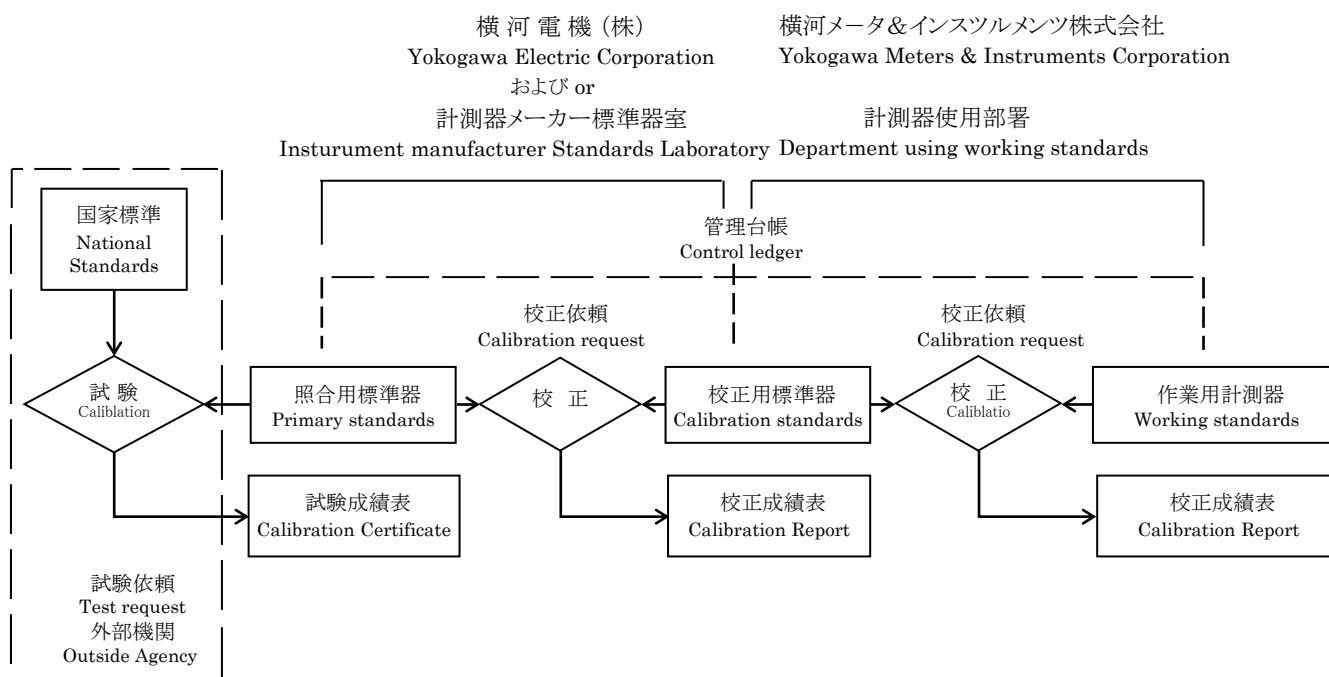 横 河 電 機 (株)
Yokogawa Electric Corporation
および or
計測器メーカー標準器室
Insturument manufacturer Standards Laboratory
横河メータ&インスツルメンツ株式会社
Yokogawa Meters & Instruments Corporation
計測器使用部署
Department using working standards
管理台帳
Control ledger
国家標準
National
Standards
校正依頼
Calibration request
校正依頼
Calibration request
試 験
Caliblation
照合用標準器
Primary standards
校 正
校正用標準器
Calibration standards
校 正
Caliblatio
作業用計測器
Working standards
試験成績表
Calibration Certificate
校正成績表
Calibration Report
校正成績表
Calibration Report
試験依頼
Test request
外部機関
Outside Agency